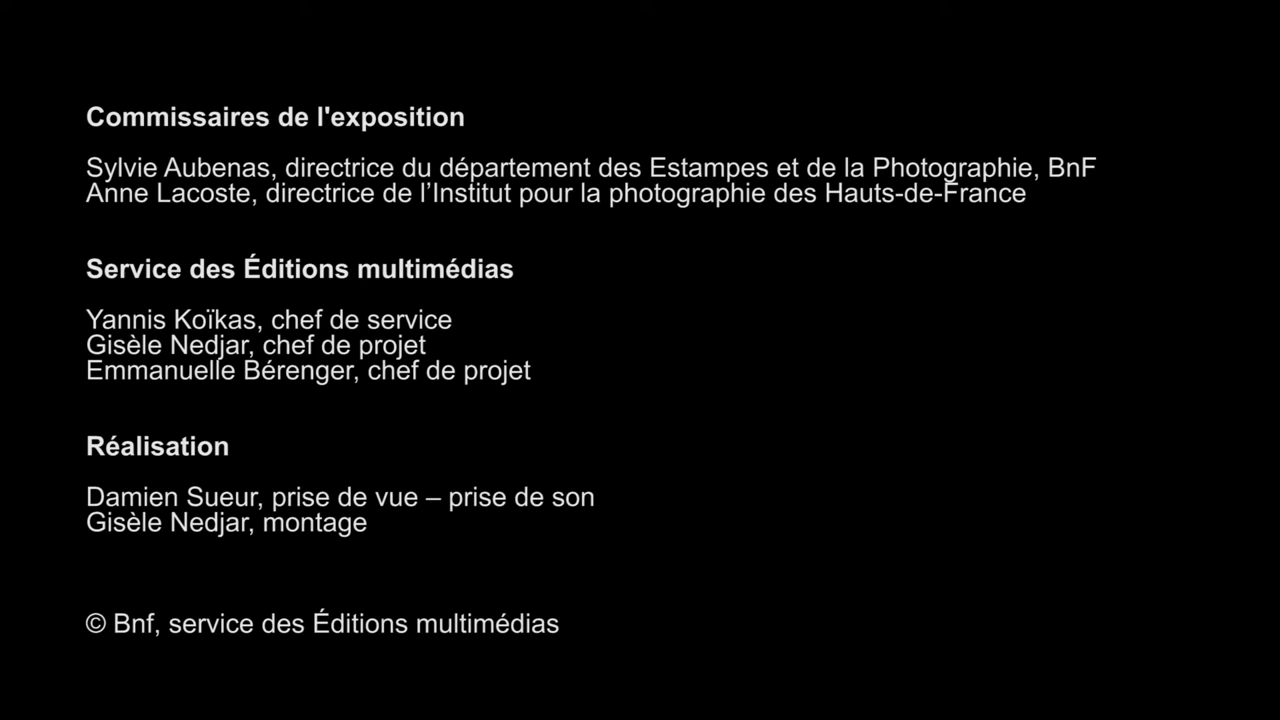 Commissaires de l'exposition
Sylvie Aubenas, directrice du département des Estampes et de la Photographie, BnF
Anne Lacoste, directrice de l’Institut pour la photographie des Hauts-de-France
Service des Éditions multimédias
Yannis Koïkas, chef de service
Gisèle Nedjar, chef de projet
Emmanuelle Bérenger, chef de projet
Réalisation
Damien Sueur, prise de vue – prise de son
Gisèle Nedjar, montage
© Bnf, service des Éditions multimédias